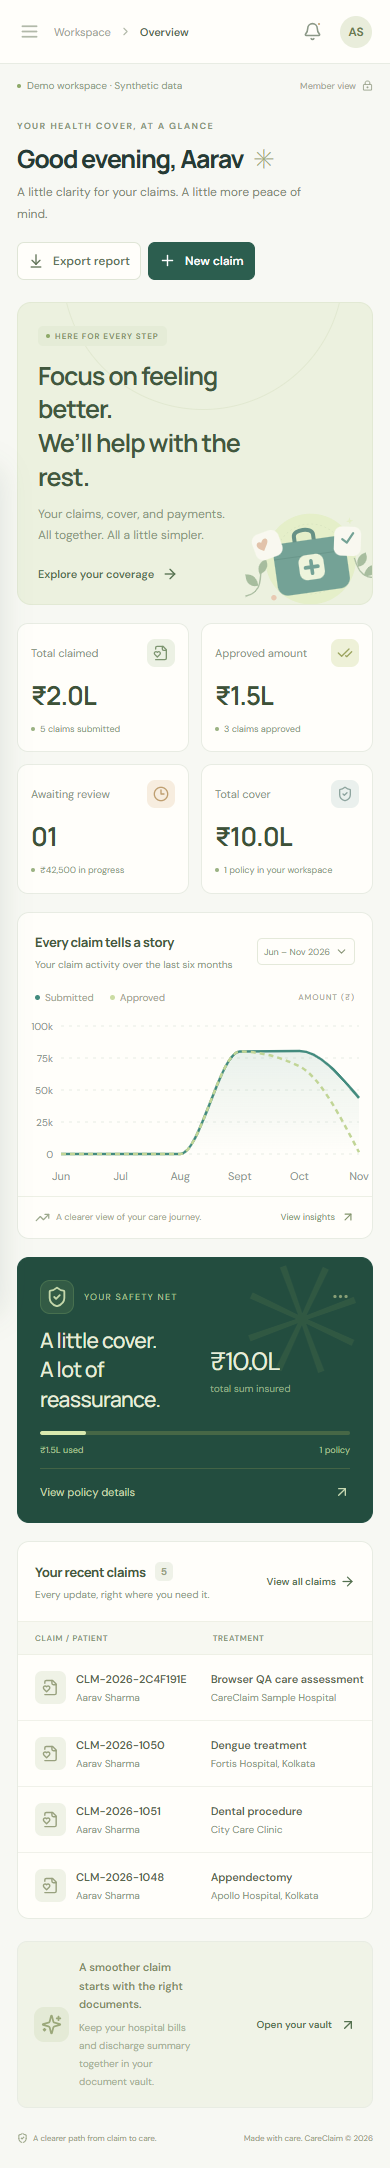 Workspace > Overview AS
Demo workspace · Synthetic data Member view
YOUR HEALTH COVER, AT A GLANCE
Good evening, Aarav
A little clarity for your claims. A little more peace of
mind.
Export report New claim
HERE FOR EVERY STEP
Focus on feeling
better.
We'll help with the
rest.
Your claims, cover, and payments.
All together. All a little simpler.
Explore your coverage
Total claimed Approved amount
₹2.0L ₹1.5L
5 claims submitted 3 claims approved
Awaiting review Total cover
01 ₹10.0L
₹42,500 in progress 1 policy in your workspace
Every claim tells a story
Your claim activity over the last six months
Jun – Nov 2026
Submitted Approved AMOUNT (₹)
100k
75k
50k
25k
0
Jun Jul Aug Sept Oct Nov
A clearer view of your care journey. View insights
YOUR SAFETY NET
A little cover.
A lot of
reassurance.
₹10.0L
total sum insured
₹1.5L used 1 policy
View policy details
Your recent claims 5
Every update, right where you need it.
View all claims
CLAIM / PATIENT TREATMENT
CLM-2026-2C4F191E Browser QA care assessment
Aarav Sharma CareClaim Sample Hospital
CLM-2026-1050 Dengue treatment
Aarav Sharma Fortis Hospital, Kolkata
CLM-2026-1051 Dental procedure
Aarav Sharma City Care Clinic
CLM-2026-1048 Appendectomy
Aarav Sharma Apollo Hospital, Kolkata
A smoother claim
starts with the right
documents.
Keep your hospital bills
and discharge summary
together in your
document vault.
Open your vault
A clearer path from claim to care. Made with care. CareClaim © 2026